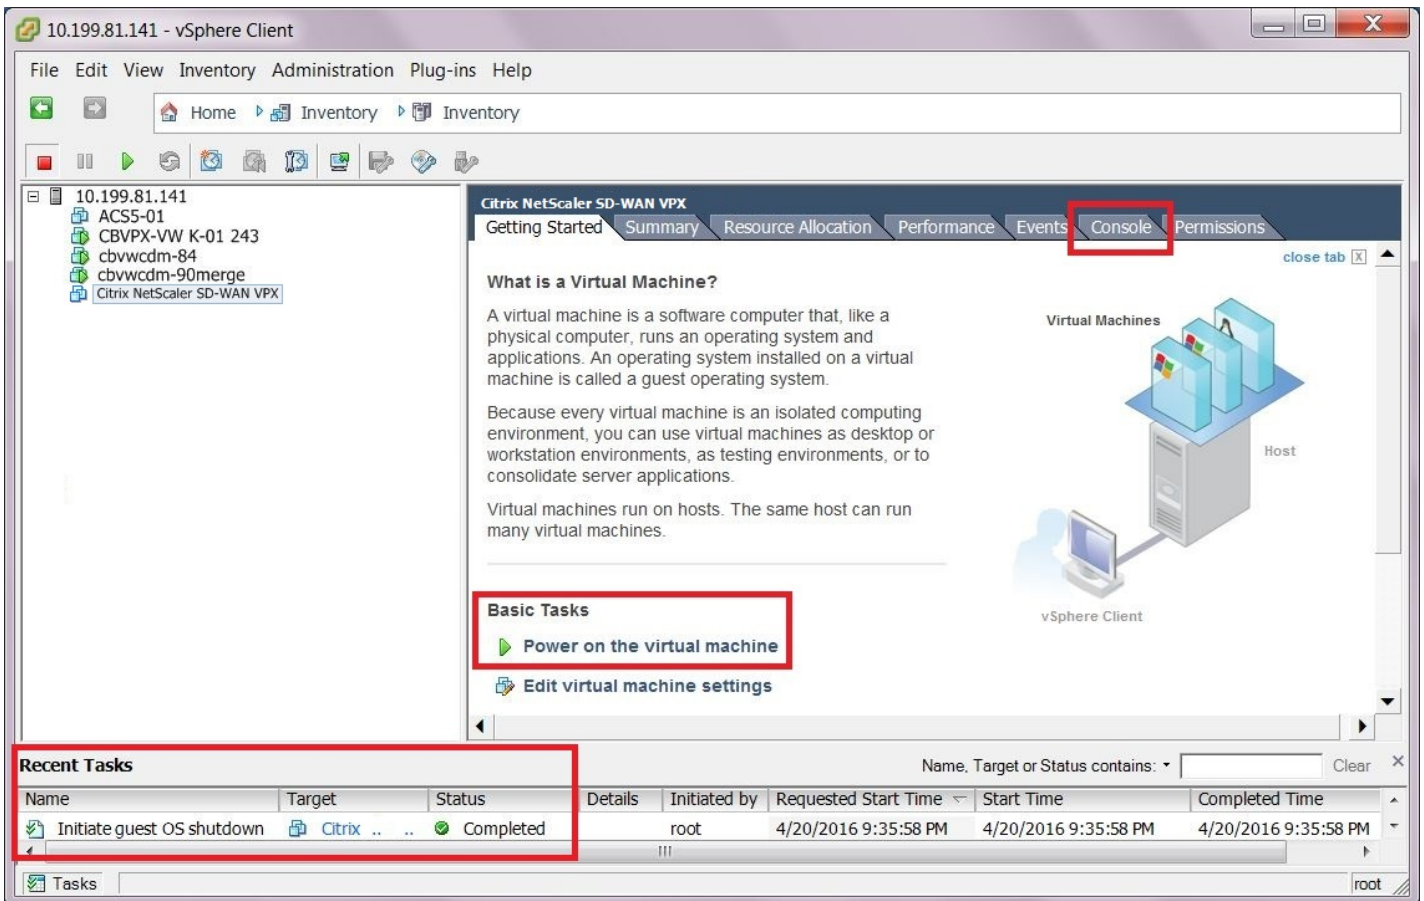 10.199.81.141 - vSphere Client
File Edit View Inventory Administration Plug-ins Help
Home Inventory Inventory
10.199.81.141
ACS5-01
CBVPX-VW K-01 243
cbvwcdm-84
cbvwcdm-90merge
Citrix NetScaler SD-WAN VPX
Citrix NetScaler SD-WAN VPX
Getting Started Summary Resource Allocation Performance Events Console Permissions
close tab X
What is a Virtual Machine?
A virtual machine is a software computer that, like a
physical computer, runs an operating system and
applications. An operating system installed on a virtual
machine is called a guest operating system.
Because every virtual machine is an isolated computing
environment, you can use virtual machines as desktop or
workstation environments, as testing environments, or to
consolidate server applications.
Virtual machines run on hosts. The same host can run
many virtual machines.
Virtual Machines
Host
vSphere Client
Basic Tasks
Power on the virtual machine
Edit virtual machine settings
Recent Tasks Name, Target or Status contains: Clear
Name Target Status Details Initiated by Requested Start Time Start Time Completed Time
Initiate guest OS shutdown Citrix .. .. Completed root 4/20/2016 9:35:58 PM 4/20/2016 9:35:58 PM 4/20/2016 9:35:58 PM
Tasks root